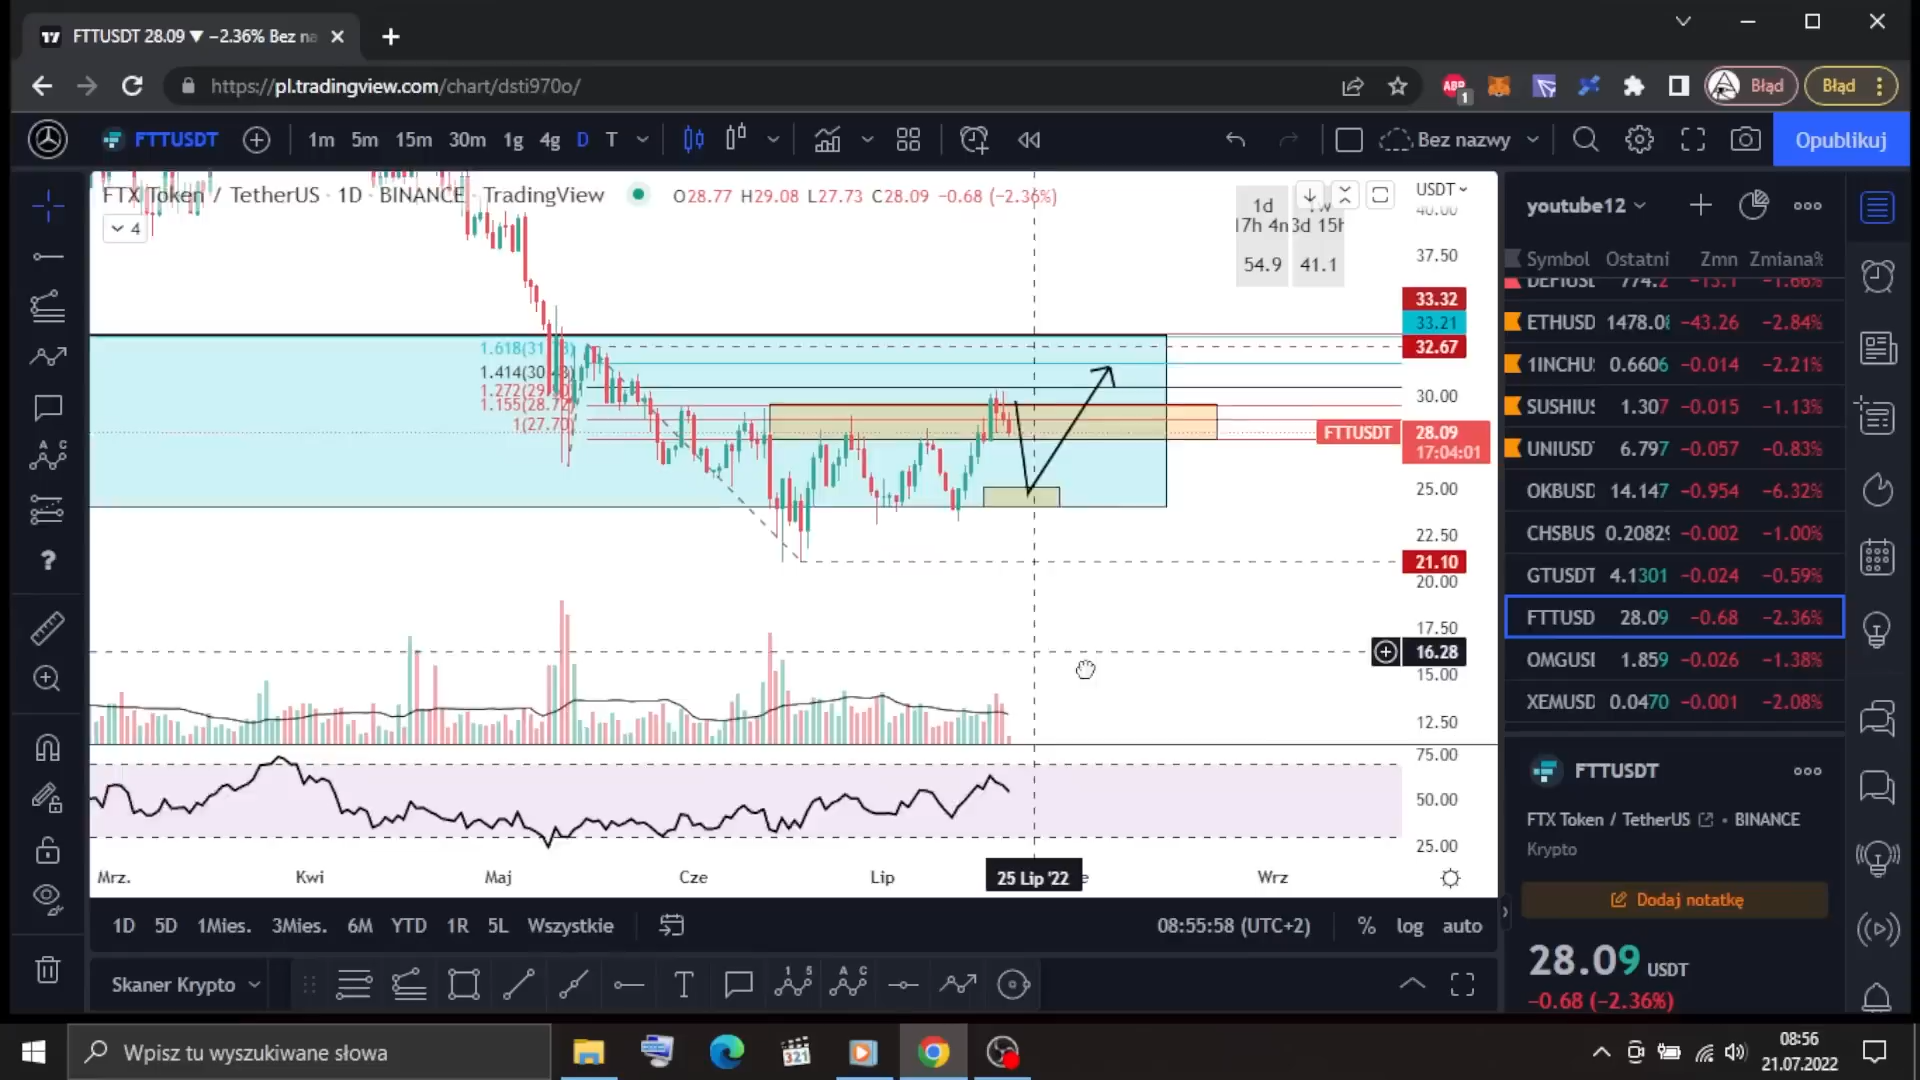 FTTUSDT 28.09 ▼ −2.36% Bez na
https://pl.tradingview.com/chart/dsti970o/
ABP
1
Błąd
Błąd
FTTUSDT
1m 5m 15m 30m 1g 4g D T
Bez nazwy
Opublikuj
FTX Token / TetherUS · 1D · BINANCE · TradingView
O28.77 H29.08 L27.73 C28.09 −0.68 (−2.36%)
4
1d
17h 4n 3d 15h
54.9 41.1
USDT
40.00
37.50
33.32
33.21
32.67
30.00
FTTUSDT 28.09
17:04:01
25.00
22.50
21.10
20.00
17.50
16.28
15.00
12.50
75.00
50.00
25.00
1.155(28.72)
1(27.70)
Mrz. Kwi Maj Cze Lip 25 Lip '22 Wrz
1D 5D 1Mies. 3Mies. 6M YTD 1R 5L Wszystkie
08:55:58 (UTC+2) % log auto
Skaner Krypto
youtube12
Symbol Ostatni Zmn Zmiana%
DEFIUSL 774.2 −13.1 −1.66%
ETHUSD 1478.08 −43.26 −2.84%
1INCHU 0.6606 −0.014 −2.21%
SUSHIUS 1.307 −0.015 −1.13%
UNIUSD 6.797 −0.057 −0.83%
OKBUSD 14.147 −0.954 −6.32%
CHSBUS 0.20829 −0.002 −1.00%
GTUSDT 4.1301 −0.024 −0.59%
FTTUSD 28.09 −0.68 −2.36%
OMGUSI 1.859 −0.026 −1.38%
XEMUSD 0.0470 −0.001 −2.08%
FTTUSDT
FTX Token / TetherUS • BINANCE
Krypto
Dodaj notatkę
28.09 USDT
−0.68 (−2.36%)
Wpisz tu wyszukiwane słowa
321
08:56
21.07.2022